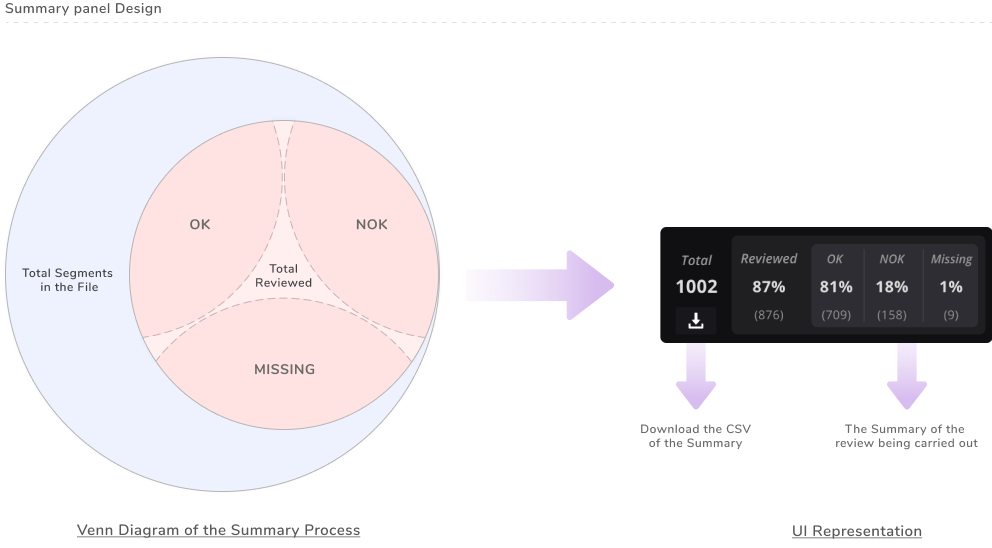 Summary panel Design
OK
NOK
Total Segments
in the File
Total
Reviewed
MISSING
Venn Diagram of the Summary Process
Total
1002
Reviewed
87%
(876)
OK
NOK
Missing
81%
18%
1%
(709)
(158)
(9)
Download the CSV
of the Summary
The Summary of the
review being carried out
UI Representation